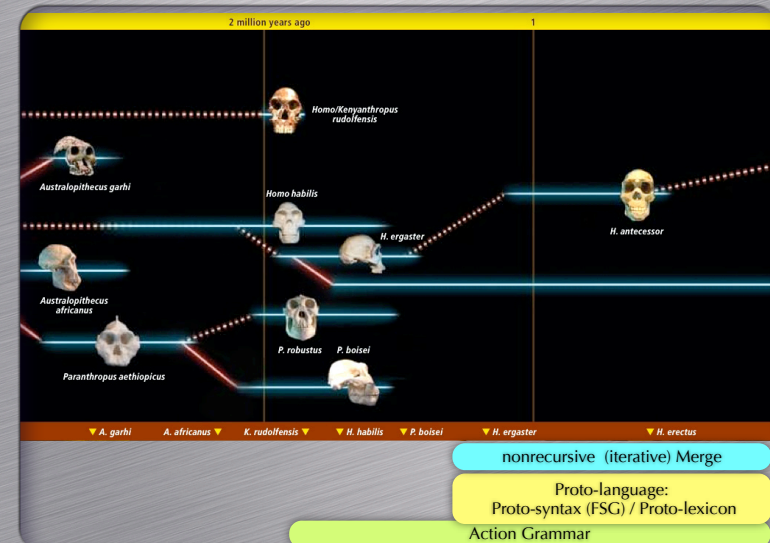 2 million years ago 1
Homo/Kenyanthropus
rudolfensis
Australopithecus garhi
Homo habilis
H. ergaster
H. antecessor
Australopithecus
africanus
P. robustus P. boisei
Paranthropus aethiopicus
▼ A. garhi A. africanus ▼ K. rudolfensis ▼ ▼ H. habilis ▼ P. boisei ▼ H. ergaster ▼ H. erectus
nonrecursive (iterative) Merge
Proto-language:
Proto-syntax (FSG) / Proto-lexicon
Action Grammar